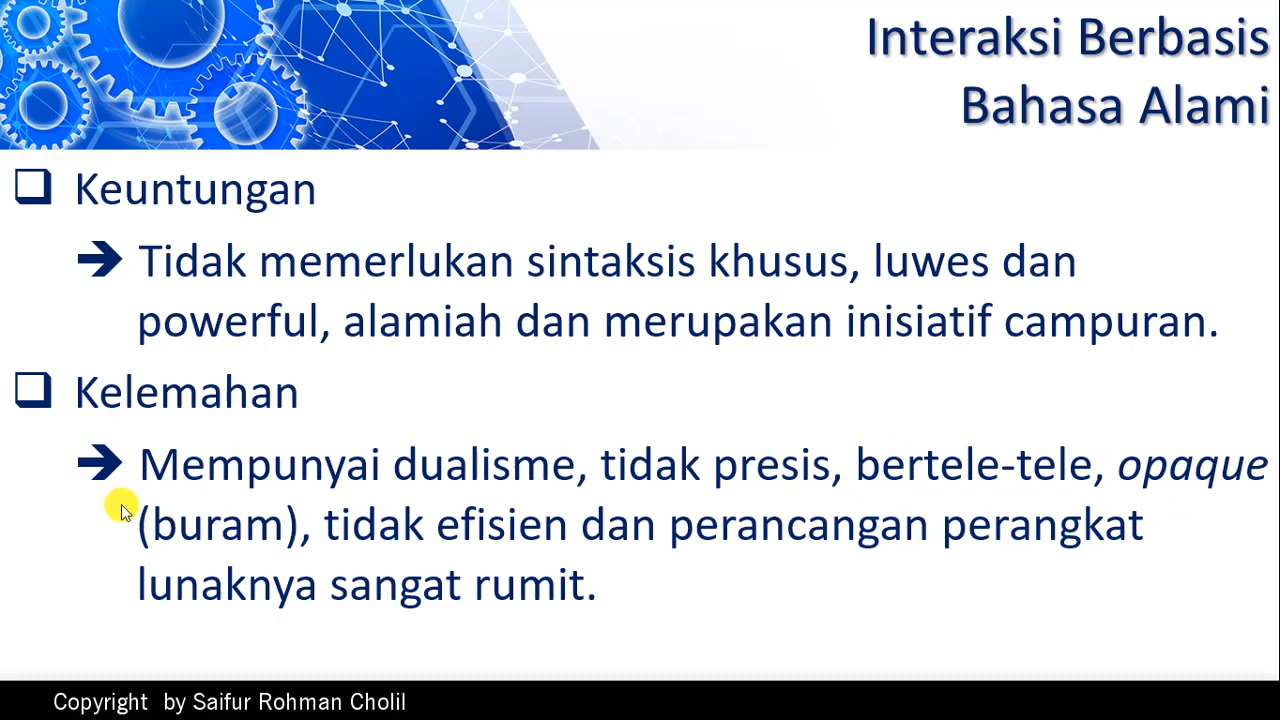 Interaksi Berbasis
Bahasa Alami
Keuntungan
Tidak memerlukan sintaksis khusus, luwes dan
powerful, alamiah dan merupakan inisiatif campuran.
Kelemahan
Mempunyai dualisme, tidak presis, bertele-tele, opaque
(buram), tidak efisien dan perancangan perangkat
lunaknya sangat rumit.
Copyright by Saifur Rohman Cholil